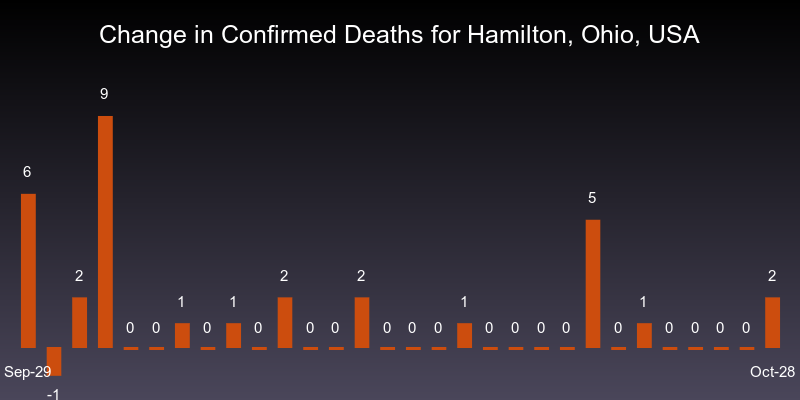 Change in Confirmed Deaths for Hamilton, Ohio, USA
9
6
5
2 2 2 2
1 1 1 1
0 0 0 0 0 0 0 0 0 0 0 0 0 0 0 0 0 0
Sep-29 Oct-28
-1